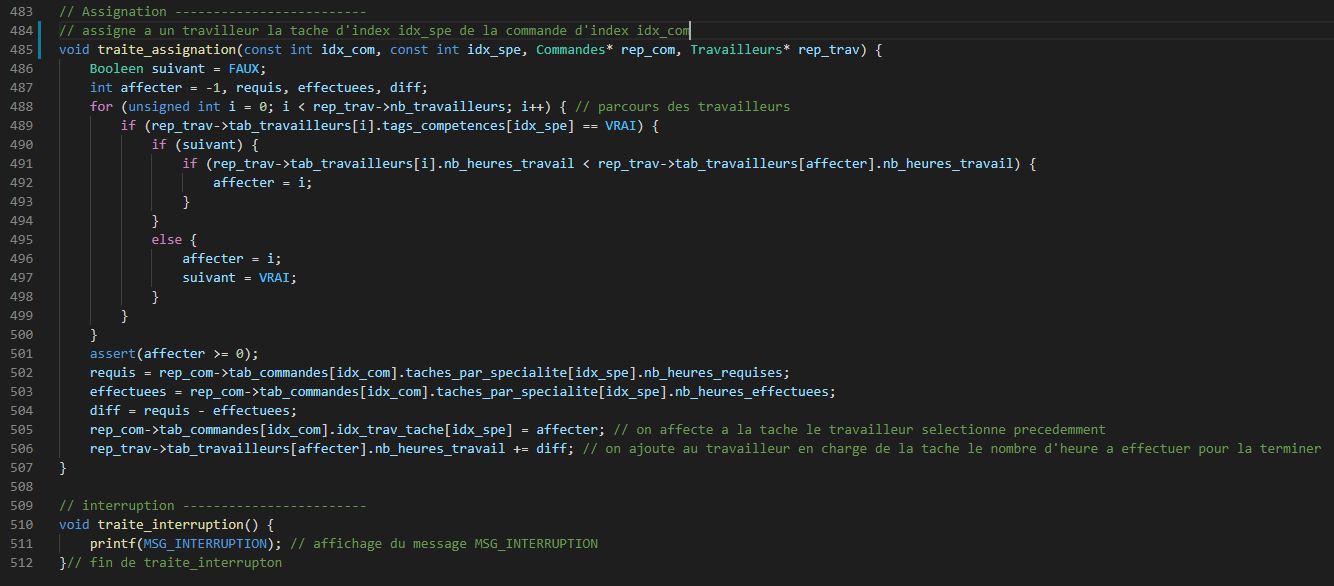 483 // Assignation -------------------------
484 // assigne a un travilleur la tache d'index idx_spe de la commande d'index idx_com
485 void traite_assignation(const int idx_com, const int idx_spe, Commandes* rep_com, Travailleurs* rep_trav) {
486     Booleen suivant = FAUX;
487     int affecter = -1, requis, effectuees, diff;
488     for (unsigned int i = 0; i < rep_trav->nb_travailleurs; i++) { // parcours des travailleurs
489         if (rep_trav->tab_travailleurs[i].tags_competences[idx_spe] == VRAI) {
490             if (suivant) {
491                 if (rep_trav->tab_travailleurs[i].nb_heures_travail < rep_trav->tab_travailleurs[affecter].nb_heures_travail) {
492                     affecter = i;
493                 }
494             }
495             else {
496                 affecter = i;
497                 suivant = VRAI;
498             }
499         }
500     }
501     assert(affecter >= 0);
502     requis = rep_com->tab_commandes[idx_com].taches_par_specialite[idx_spe].nb_heures_requises;
503     effectuees = rep_com->tab_commandes[idx_com].taches_par_specialite[idx_spe].nb_heures_effectuees;
504     diff = requis - effectuees;
505     rep_com->tab_commandes[idx_com].idx_trav_tache[idx_spe] = affecter; // on affecte a la tache le travailleur selectionne precedemment
506     rep_trav->tab_travailleurs[affecter].nb_heures_travail += diff; // on ajoute au travailleur en charge de la tache le nombre d'heure a effectuer pour la terminer
507 }
508
509 // interruption ------------------------
510 void traite_interruption() {
511     printf(MSG_INTERRUPTION); // affichage du message MSG_INTERRUPTION
512 }// fin de traite_interrupton